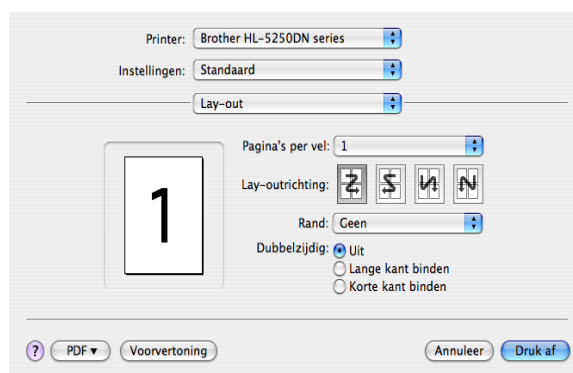 Printer: Brother HL-5250DN series
Instellingen: Standaard
Lay-out
1
Pagina's per vel: 1
Lay-outrichting:
Rand: Geen
Dubbelzijdig: Uit
Lange kant binden
Korte kant binden
? PDF▼ Voorvertoning Annuleer Druk af